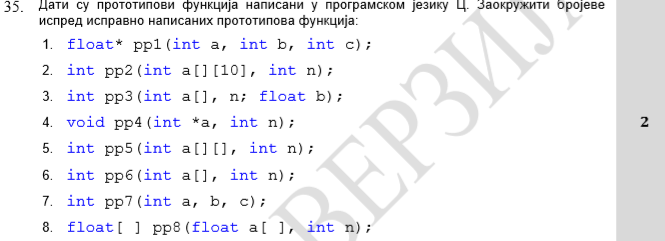 35. Дати су прототипови функција написани у програмском језику Ц. Заокружити бројеве
испред исправно написаних прототипова функција:
1. float* pp1(int a, int b, int c);
2. int pp2(int a[][10], int n);
3. int pp3(int a[], n; float b);
4. void pp4(int *a, int n);
5. int pp5(int a[][], int n);
6. int pp6(int a[], int n);
7. int pp7(int a, b, c);
8. float[ ] pp8(float a[ ], int n);
2
ВЕРЗИЈА